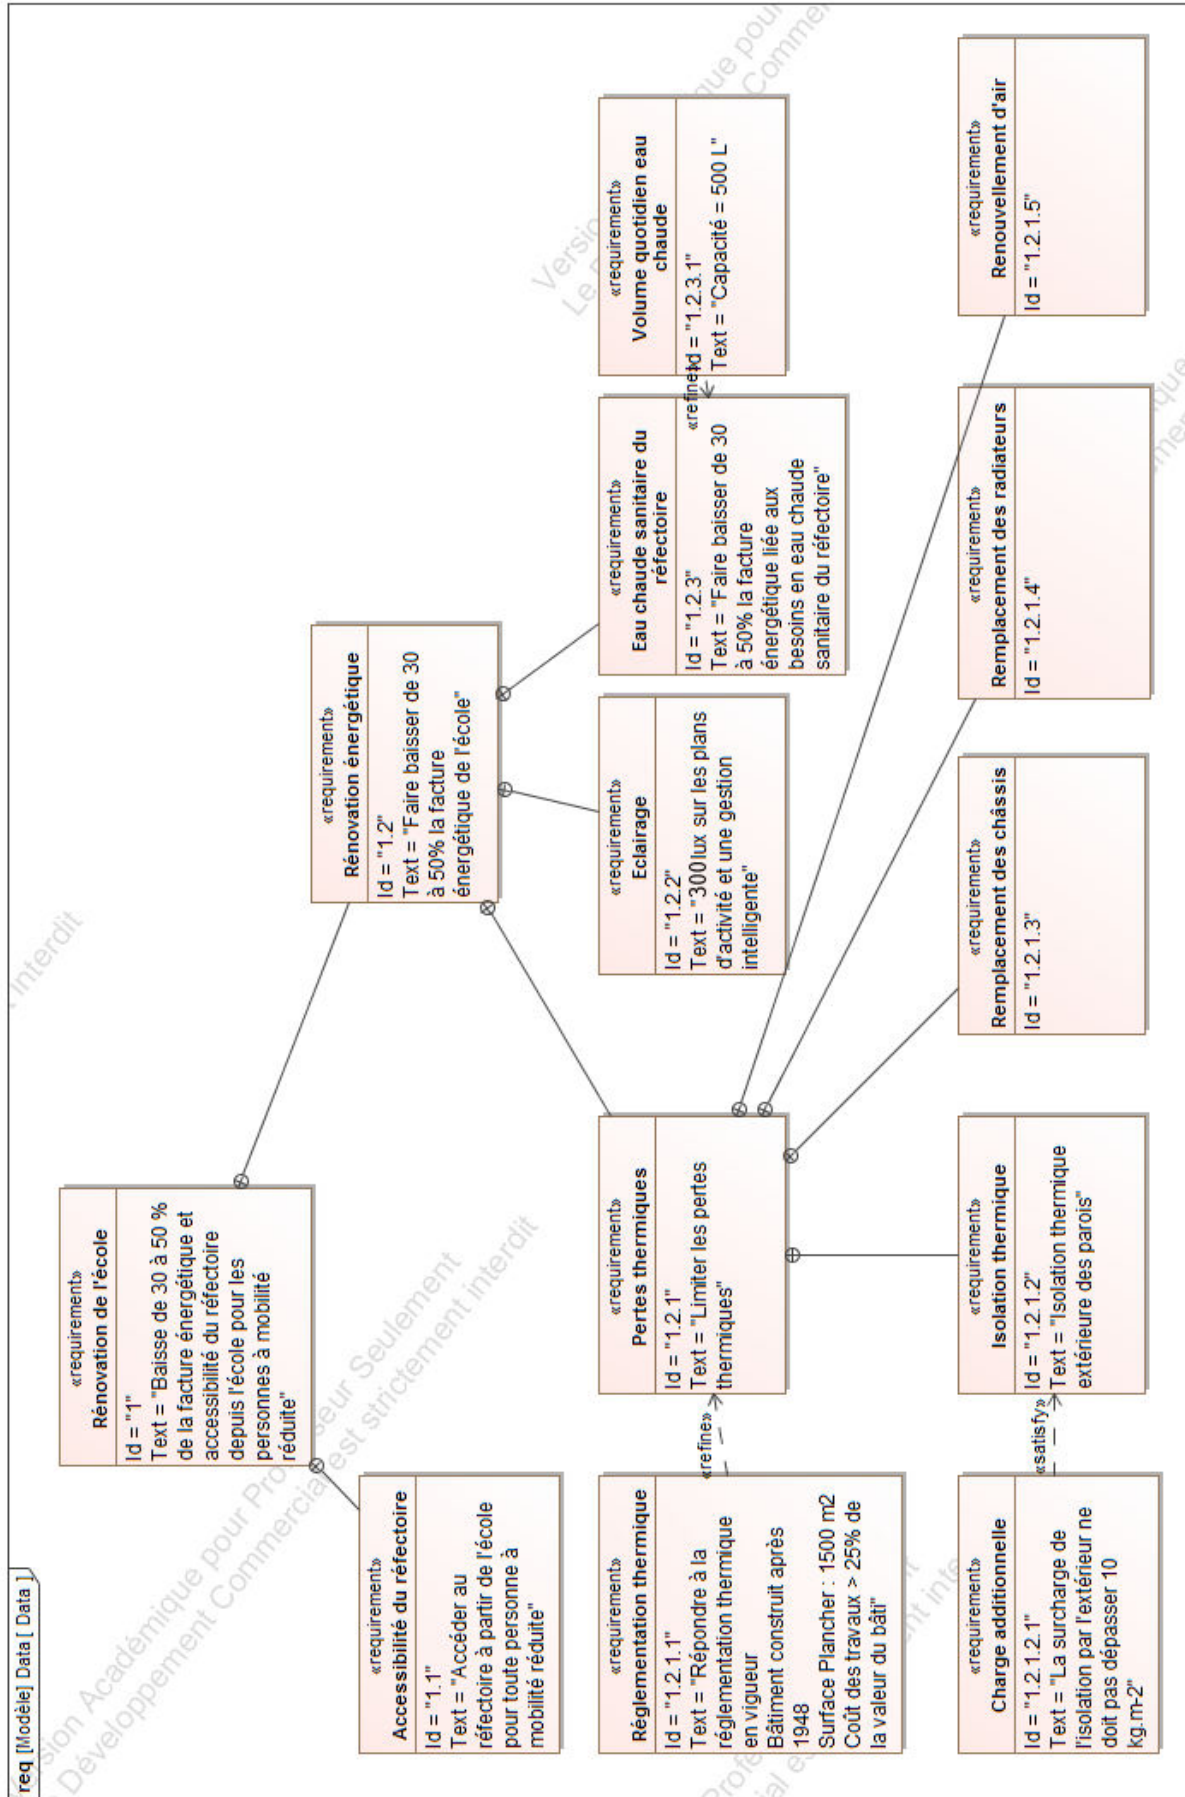 req [Modèle] Data [ Data ]
«requirement»
Rénovation de l'école
Id = "1"
Text = "Baisse de 30 à 50 %
de la facture énergétique et
accessibilité du réfectoire
depuis l'école pour les
personnes à mobilité
réduite"
«requirement»
Accessibilité du réfectoire
Id = "1.1"
Text = "Accéder au
réfectoire à partir de l'école
pour toute personne à
mobilité réduite"
«requirement»
Rénovation énergétique
Id = "1.2"
Text = "Faire baisser de 30
à 50% la facture
énergétique de l'école"
«requirement»
Réglementation thermique
Id = "1.2.1.1"
Text = "Répondre à la
réglementation thermique
en vigueur
Bâtiment construit après
1948
Surface Plancher : 1500 m2
Coût des travaux > 25% de
la valeur du bâti"
«refine»
«requirement»
Pertes thermiques
Id = "1.2.1"
Text = "Limiter les pertes
thermiques"
«requirement»
Eclairage
Id = "1.2.2"
Text = "300lux sur les plans
d'activité et une gestion
intelligente"
«requirement»
Eau chaude sanitaire du
réfectoire
Id = "1.2.3"
Text = "Faire baisser de 30
à 50% la facture
énergétique liée aux
besoins en eau chaude
sanitaire du réfectoire"
«refine»
«requirement»
Volume quotidien eau
chaude
Id = "1.2.3.1"
Text = "Capacité = 500 L"
«requirement»
Charge additionnelle
Id = "1.2.1.2.1"
Text = "La surcharge de
l'isolation par l'extérieur ne
doit pas dépasser 10
kg.m-2"
«satisfy»
«requirement»
Isolation thermique
Id = "1.2.1.2"
Text = "Isolation thermique
extérieure des parois"
«requirement»
Remplacement des châssis
Id = "1.2.1.3"
«requirement»
Remplacement des radiateurs
Id = "1.2.1.4"
«requirement»
Renouvellement d'air
Id = "1.2.1.5"